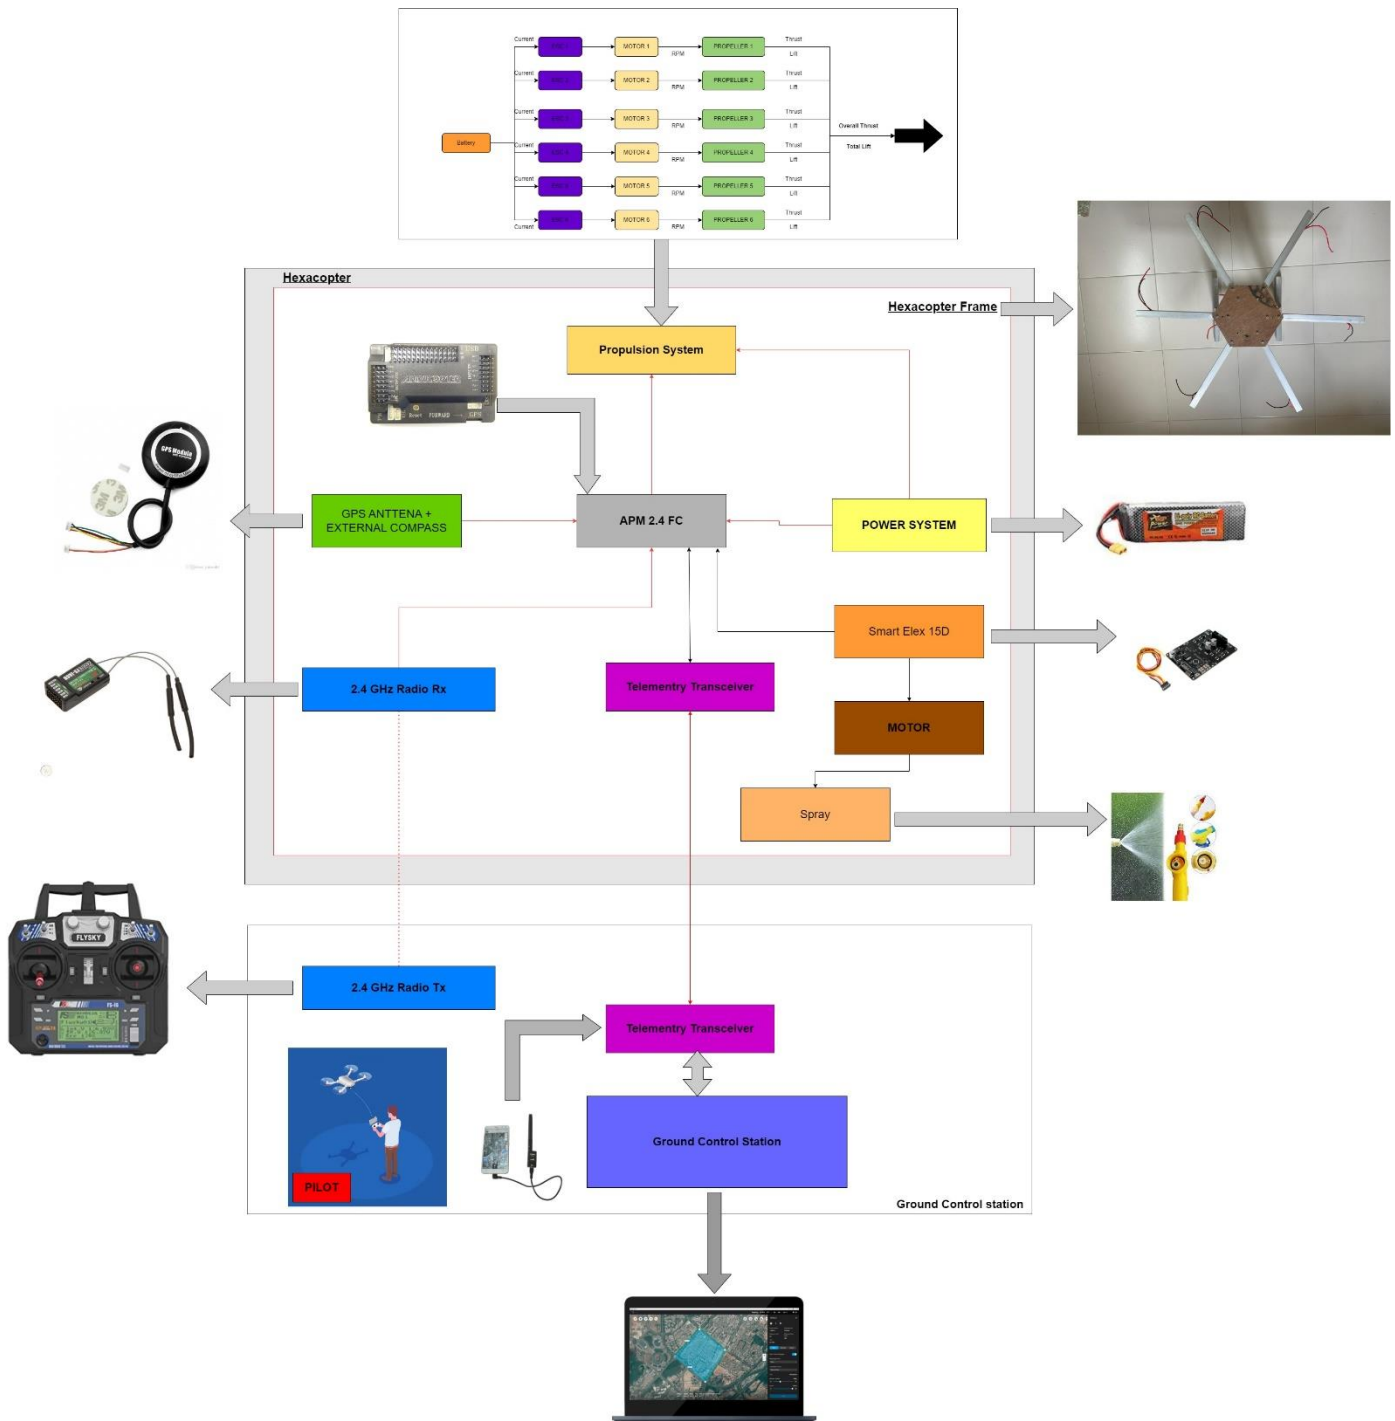 Current
MOTOR 1
RPM
PROPELLER 1
Thrust
Lift
Current
MOTOR 2
RPM
PROPELLER 2
Thrust
Lift
Current
MOTOR 3
RPM
PROPELLER 3
Thrust
Lift
Battery
Overall Thrust
Total Lift
Current
MOTOR 4
RPM
PROPELLER 4
Thrust
Lift
Current
MOTOR 5
RPM
PROPELLER 5
Thrust
Lift
Current
MOTOR 6
RPM
PROPELLER 6
Thrust
Lift
Hexacopter
Hexacopter Frame
Propulsion System
FORWARD
GPS Module
GPS ANTTENA +
EXTERNAL COMPASS
APM 2.4 FC
POWER SYSTEM
Smart Elex 15D
2.4 GHz Radio Rx
Telementry Transceiver
MOTOR
Spray
FLYSKY
2.4 GHz Radio Tx
Telementry Transceiver
Ground Control Station
PILOT
Ground Control station